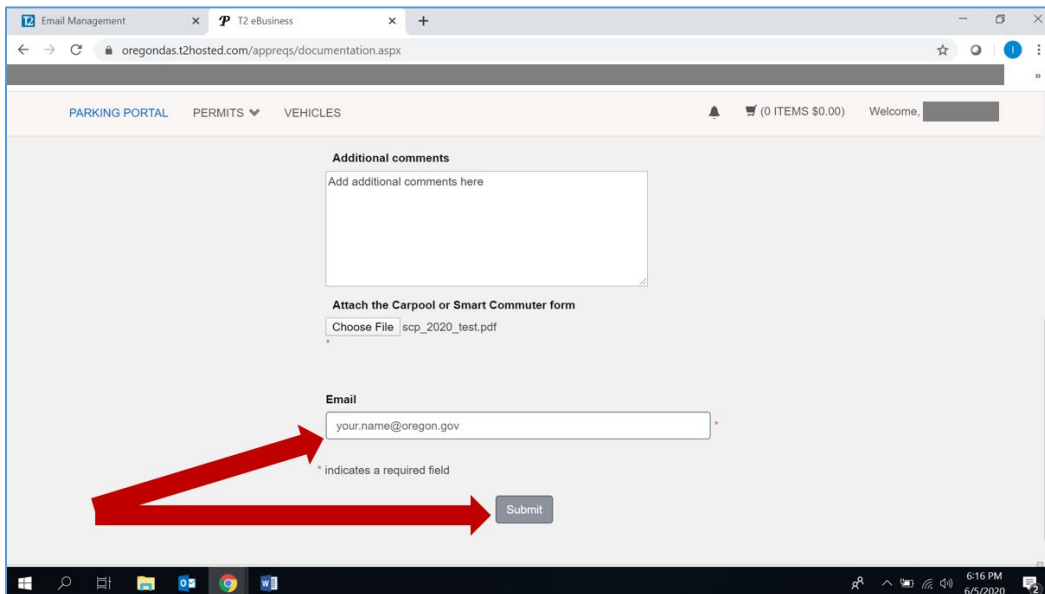 T2 Email Management
P T2 eBusiness
oregondas.t2hosted.com/appreqs/documentation.aspx
I
»
PARKING PORTAL PERMITS VEHICLES (0 ITEMS $0.00) Welcome,
Additional comments
Add additional comments here
Attach the Carpool or Smart Commuter form
Choose File scp_2020_test.pdf
*
Email
your.name@oregon.gov *
* indicates a required field
Submit
6:16 PM
6/5/2020
2